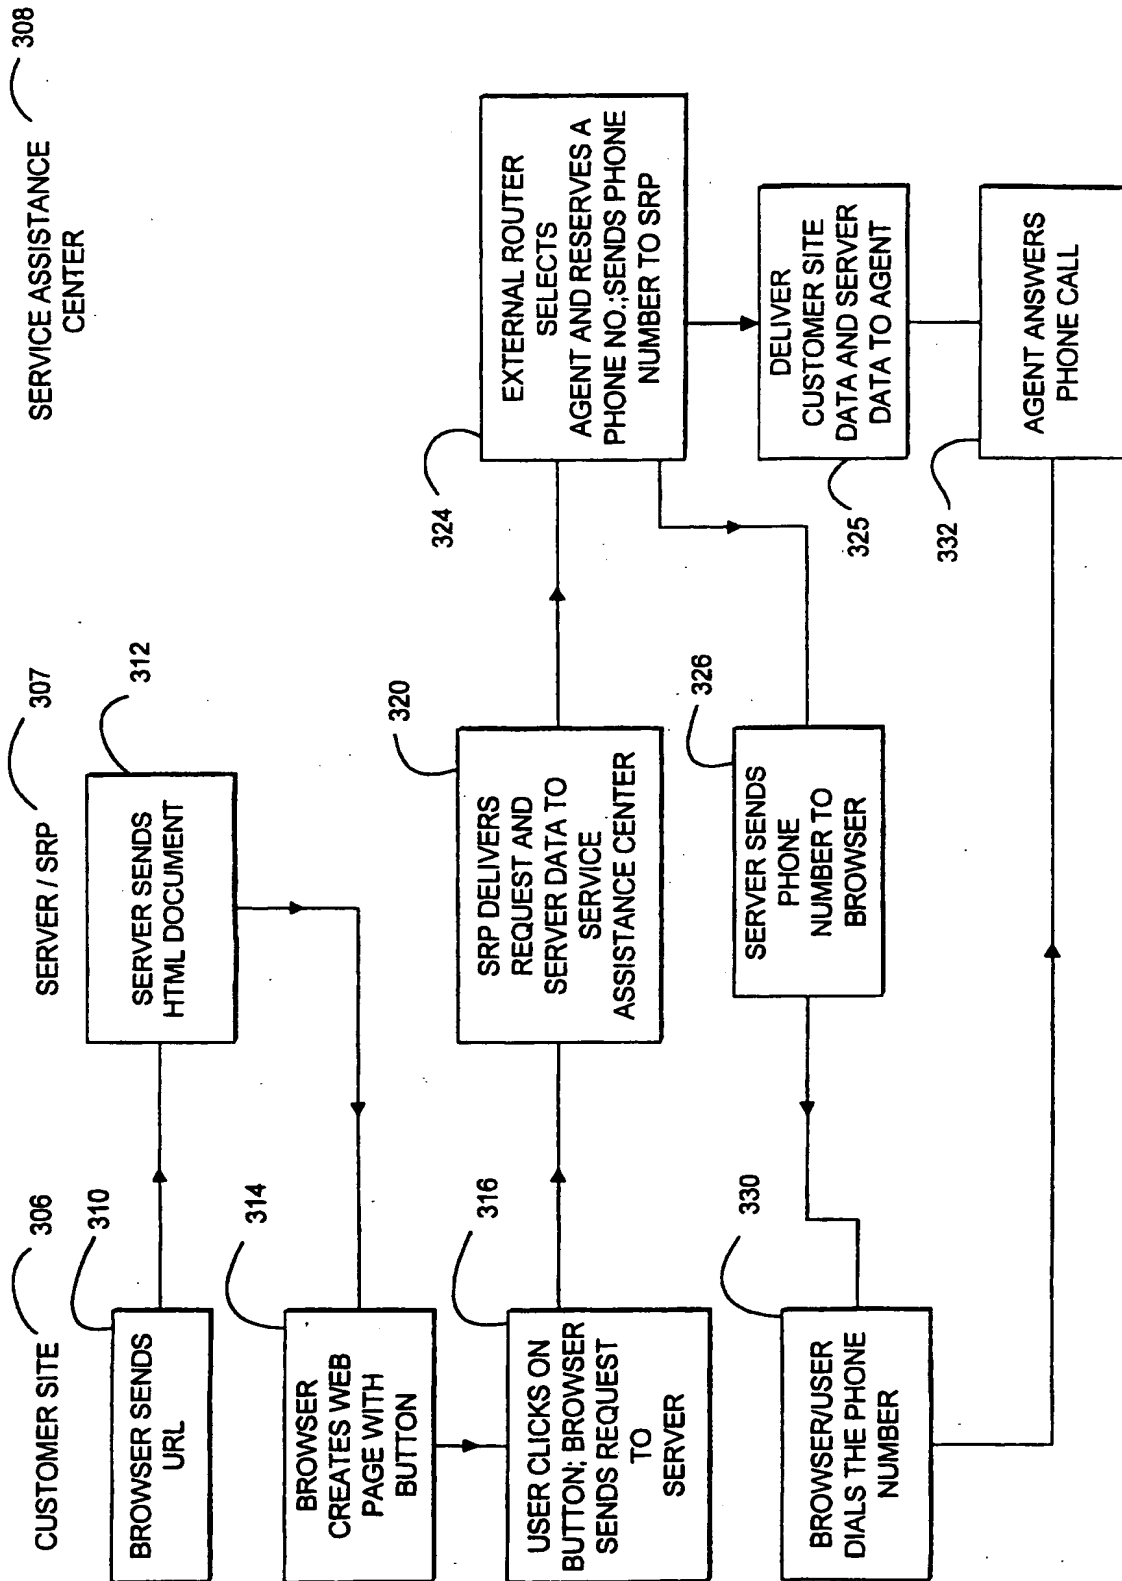 CUSTOMER SITE
306
SERVER / SRP
307
SERVICE ASSISTANCE
CENTER
308
310
BROWSER SENDS
URL
312
SERVER SENDS
HTML DOCUMENT
314
BROWSER
CREATES WEB
PAGE WITH
BUTTON
316
USER CLICKS ON
BUTTON; BROWSER
SENDS REQUEST
TO
SERVER
320
SRP DELIVERS
REQUEST AND
SERVER DATA TO
SERVICE
ASSISTANCE CENTER
324
EXTERNAL ROUTER
SELECTS
AGENT AND RESERVES A
PHONE NO.;SENDS PHONE
NUMBER TO SRP
325
DELIVER
CUSTOMER SITE
DATA AND SERVER
DATA TO AGENT
326
SERVER SENDS
PHONE
NUMBER TO
BROWSER
330
BROWSER/USER
DIALS THE PHONE
NUMBER
332
AGENT ANSWERS
PHONE CALL